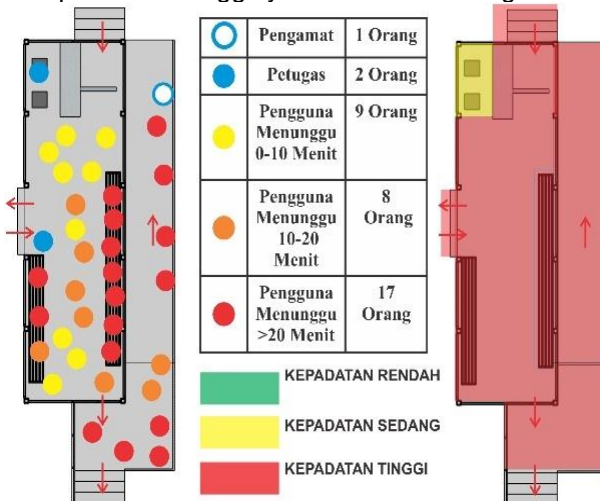 Pengamat 1 Orang
Petugas 2 Orang
Pengguna 9 Orang
Menunggu
0-10 Menit
Pengguna 8
Menunggu Orang
10-20
Menit
Pengguna 17
Menunggu Orang
>20 Menit
KEPADATAN RENDAH
KEPADATAN SEDANG
KEPADATAN TINGGI